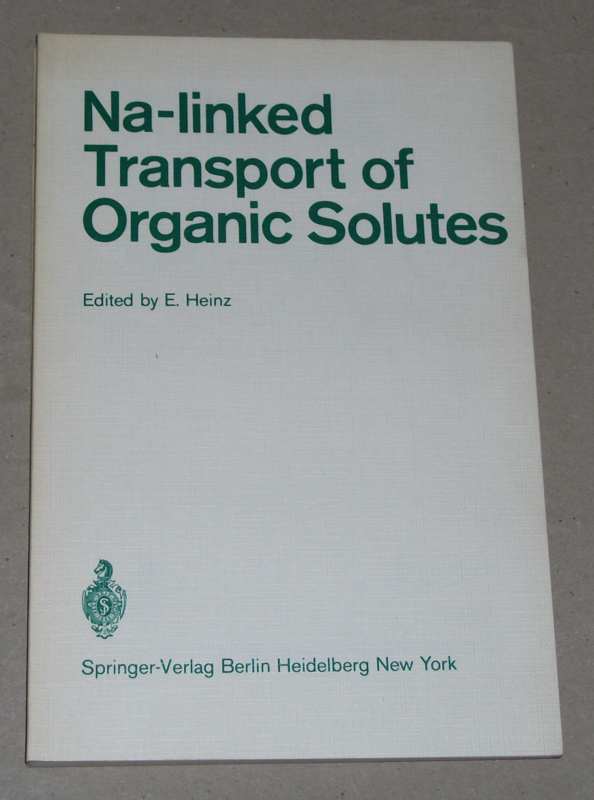 Na-linked
Transport of
Organic Solutes
Edited by E. Heinz
Springer-Verlag Berlin Heidelberg New York